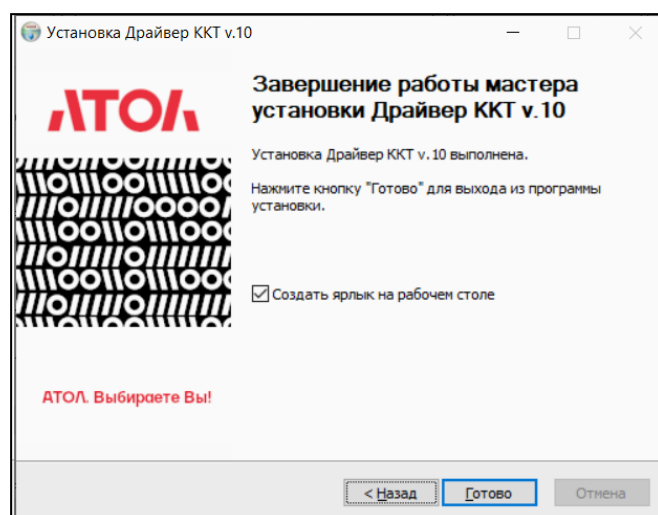 Установка Драйвер ККТ v.10
АТОЛ
Завершение работы мастера
установки Драйвер ККТ v.10
Установка Драйвер ККТ v.10 выполнена.
Нажмите кнопку "Готово" для выхода из программы
установки.
Создать ярлык на рабочем столе
АТОЛ. Выбираете Вы!
< Назад
Готово
Отмена